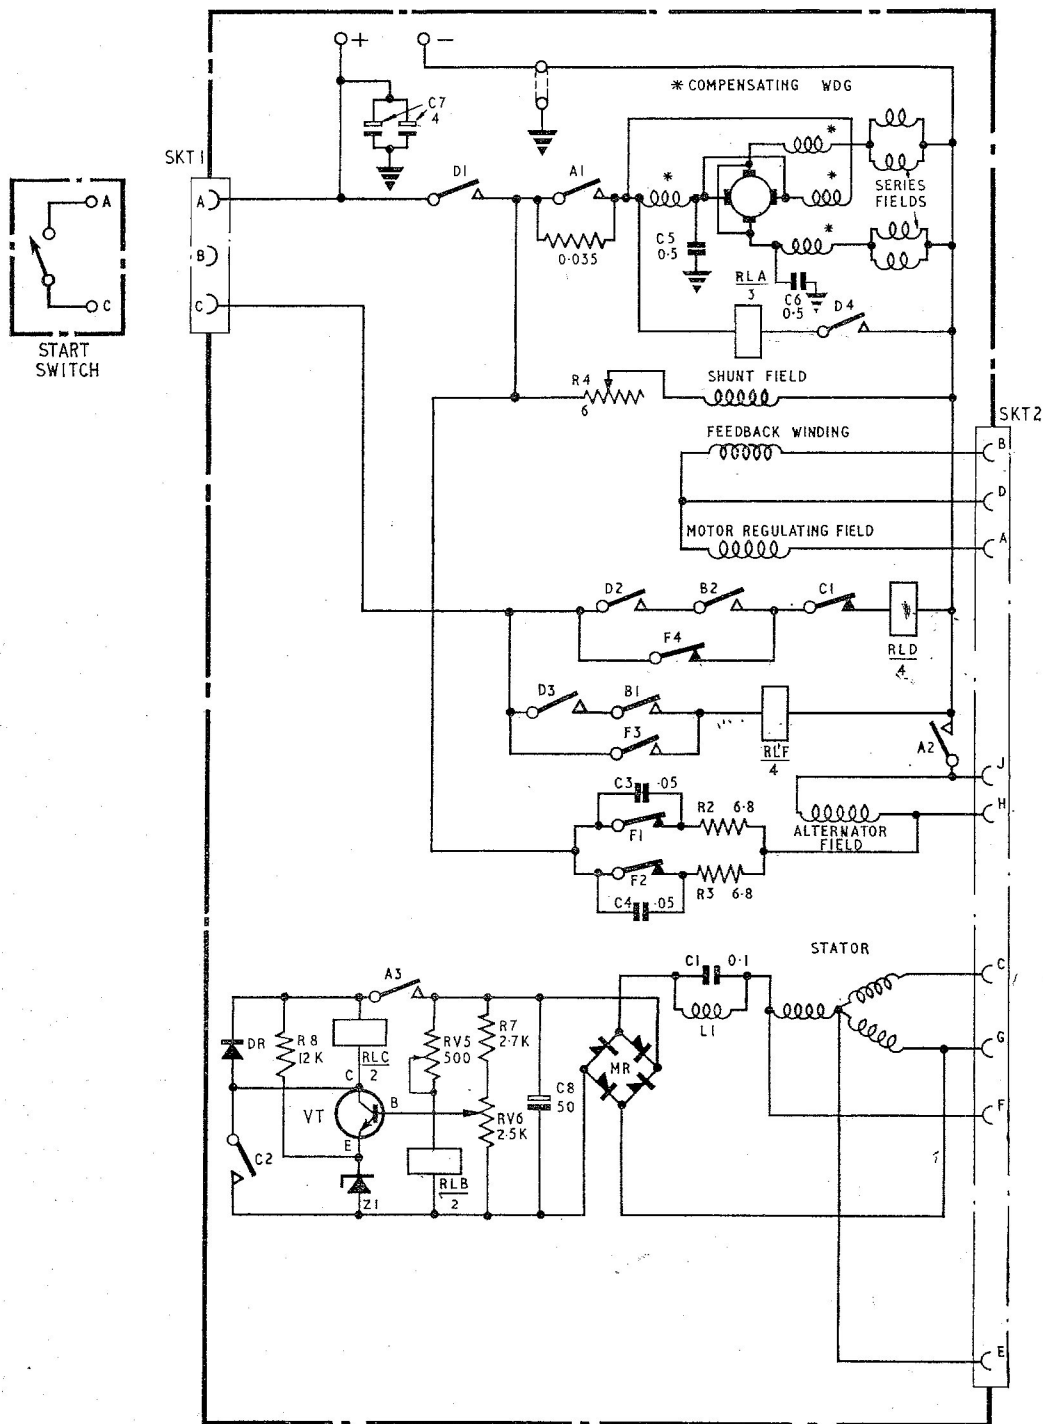 + −
* COMPENSATING WDG
C7
4
SKT 1
D1
A1
*
*
*
SERIES
FIELDS
A
A
B
C
C
START
SWITCH
0·035
C5
0·5
RLA
3
C6
0·5
D4
R4
6
SHUNT FIELD
SKT2
FEEDBACK WINDING
B
D
MOTOR REGULATING FIELD
A
D2
B2
C1
F4
RLD
4
D3
B1
F3
RLF
4
A2
J
C3 ·05
R2 6·8
H
F1
ALTERNATOR
FIELD
F2
R3 6·8
C4 ·05
STATOR
C1 0·1
C
A3
L1
DR
R8
12K
RLC
2
RV5
500
R7
2·7K
MR
G
C
VT
B
C8
50
F
RV6
2·5K
E
C2
Z1
RLB
2
E